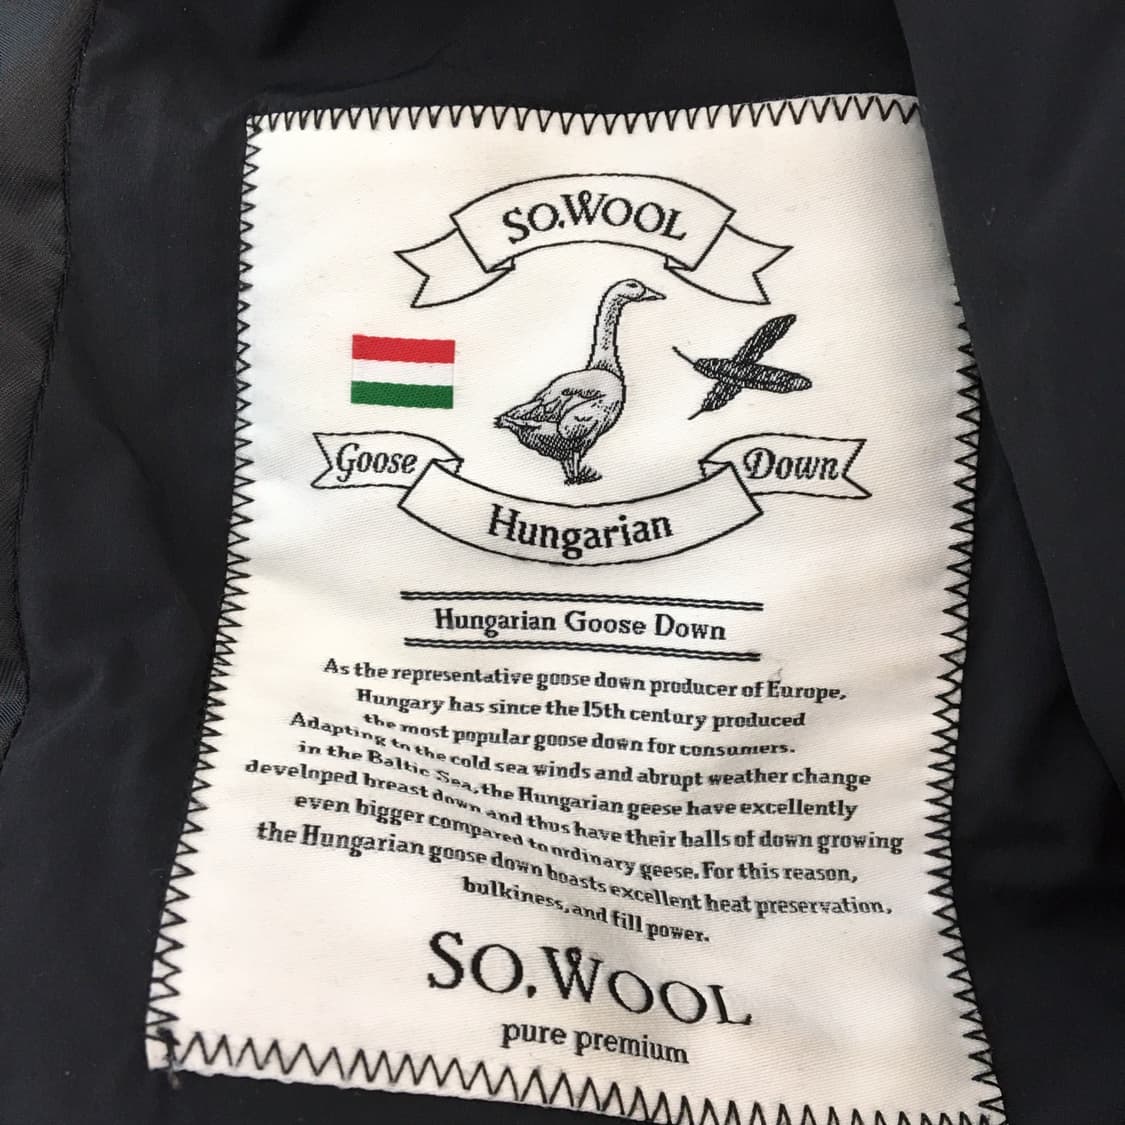 SO.WOOL
Goose
Down
Hungarian
Hungarian Goose Down
As the representative goose down producer of Europe,
Hungary has since the 15th century produced
the most popular goose down for consumers.
Adapting to the cold sea winds and abrupt weather change
in the Baltic Sea, the Hungarian geese have excellently
developed breast down and thus have their balls of down growing
even bigger compared to ordinary geese. For this reason,
the Hungarian goose down boasts excellent heat preservation,
bulkiness, and fill power.
SO.WOOL
pure premium